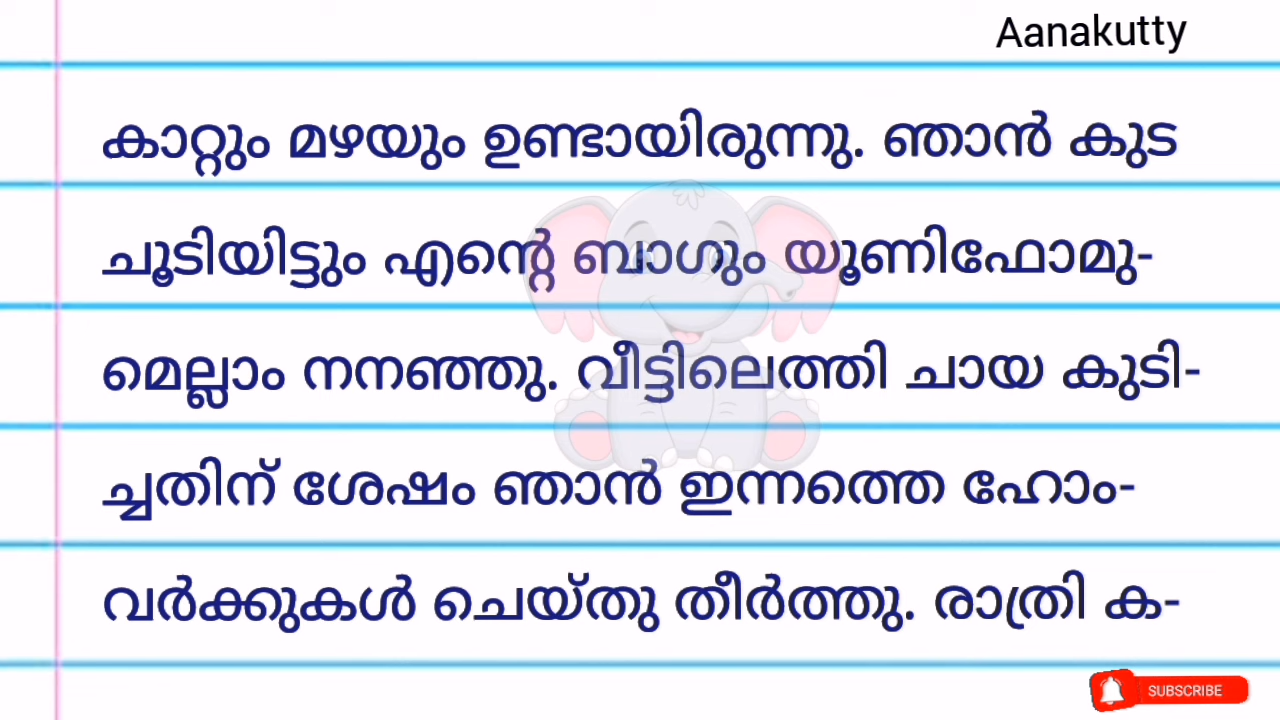 Aanakutty
കാറ്റും മഴയും ഉണ്ടായിരുന്നു. ഞാൻ കുട
ചൂടിയിട്ടും എന്റെ ബാഗും യൂണിഫോമു-
മെല്ലാം നനഞ്ഞു. വീട്ടിലെത്തി ചായ കുടി-
ച്ചതിന് ശേഷം ഞാൻ ഇന്നത്തെ ഹോം-
വർക്കുകൾ ചെയ്തു തീർത്തു. രാത്രി ക-
SUBSCRIBE